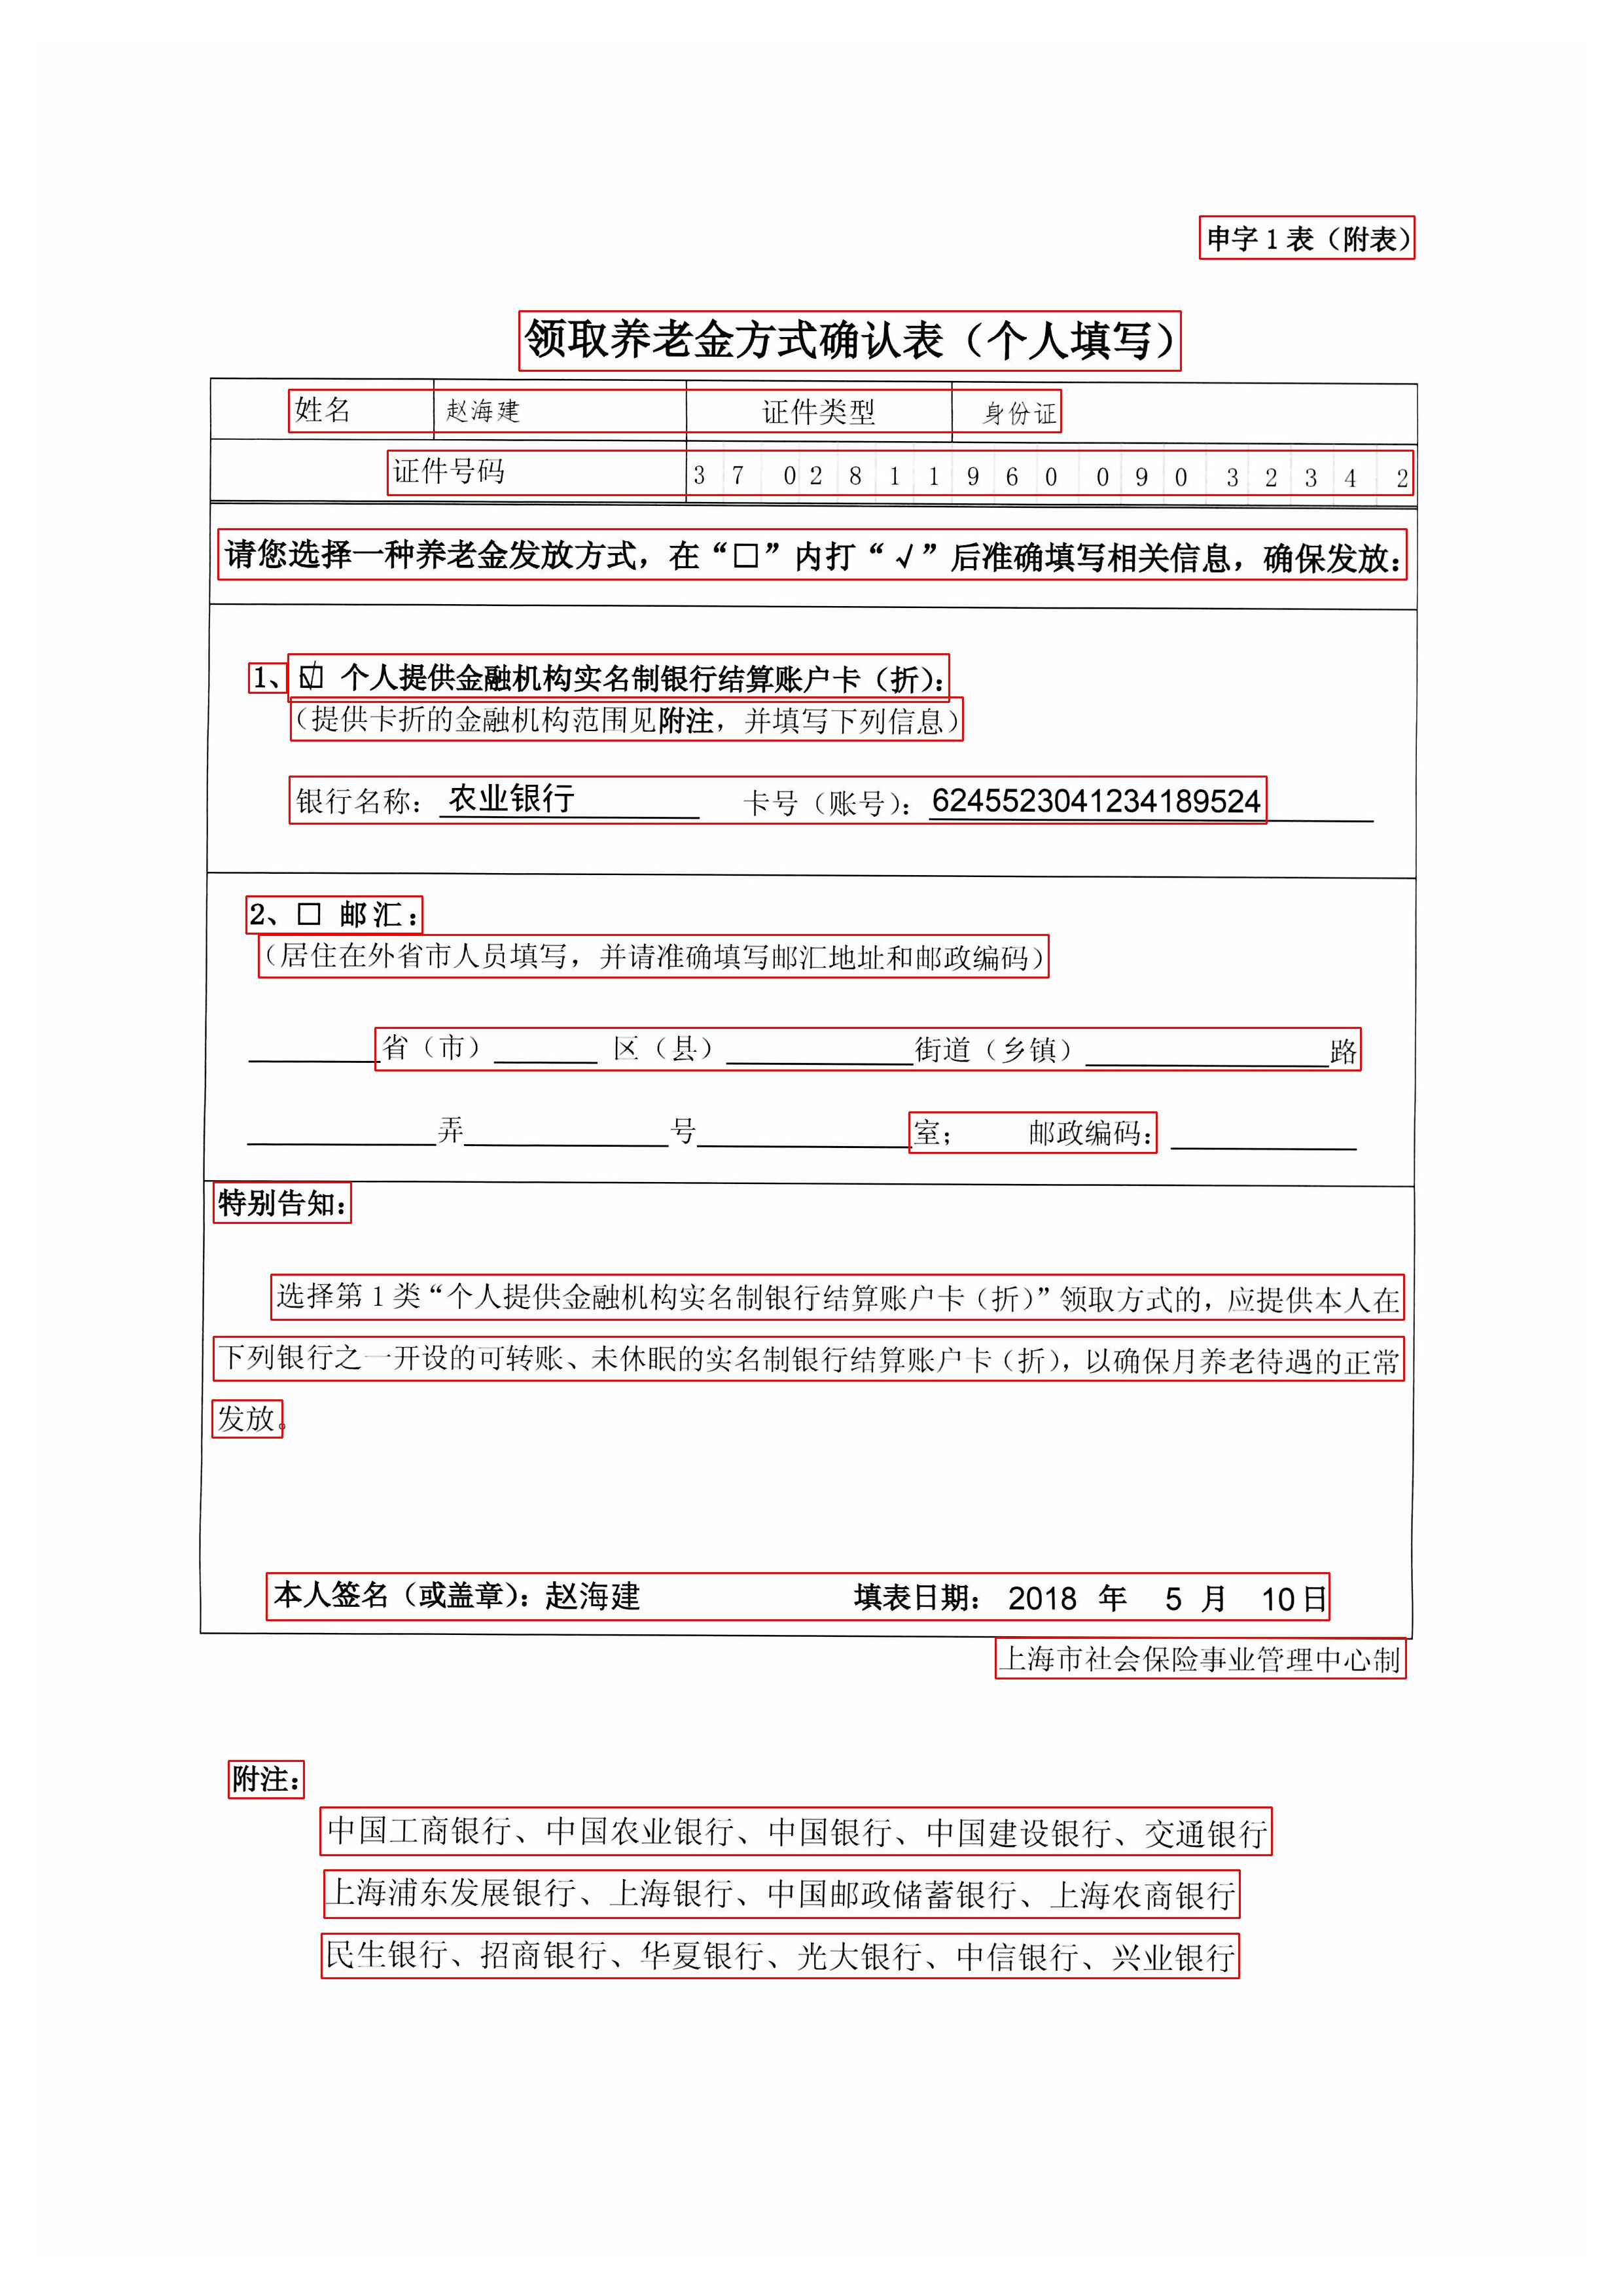 申字1表（附表）
领取养老金方式确认表（个人填写）
姓名 赵海建 证件类型 身份证
证件号码 3 7 0 2 8 1 1 9 6 0 0 9 0 3 2 3 4 2
请您选择一种养老金发放方式，在“□”内打“√”后准确填写相关信息，确保发放：
1、☑ 个人提供金融机构实名制银行结算账户卡（折）：
（提供卡折的金融机构范围见附注，并填写下列信息）
银行名称： 农业银行 卡号（账号）： 6245523041234189524
2、□ 邮汇：
（居住在外省市人员填写，并请准确填写邮汇地址和邮政编码）
省（市） 区（县） 街道（乡镇） 路
弄 号 室； 邮政编码：
特别告知：
选择第1类“个人提供金融机构实名制银行结算账户卡（折）”领取方式的，应提供本人在
下列银行之一开设的可转账、未休眠的实名制银行结算账户卡（折），以确保月养老待遇的正常
发放。
本人签名（或盖章）：赵海建 填表日期： 2018 年 5 月 10日
上海市社会保险事业管理中心制
附注：
中国工商银行、中国农业银行、中国银行、中国建设银行、交通银行
上海浦东发展银行、上海银行、中国邮政储蓄银行、上海农商银行
民生银行、招商银行、华夏银行、光大银行、中信银行、兴业银行